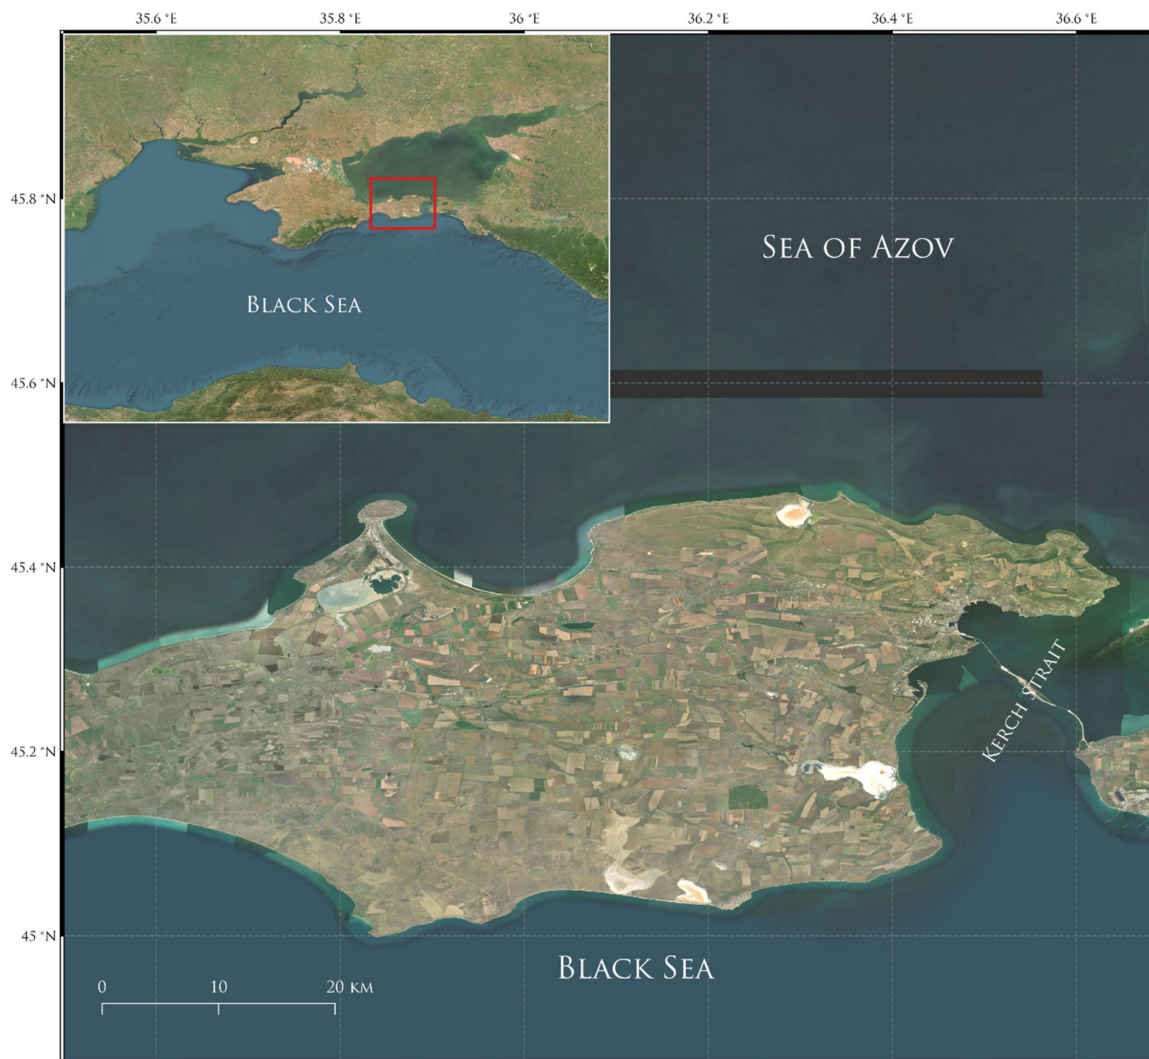 35.6 °E 35.8 °E 36 °E 36.2 °E 36.4 °E 36.6 °E
45.8 °N
SEA OF AZOV
BLACK SEA
45.6 °N
45.4 °N
KERCH STRAIT
45.2 °N
45 °N
BLACK SEA
0 10 20 KM